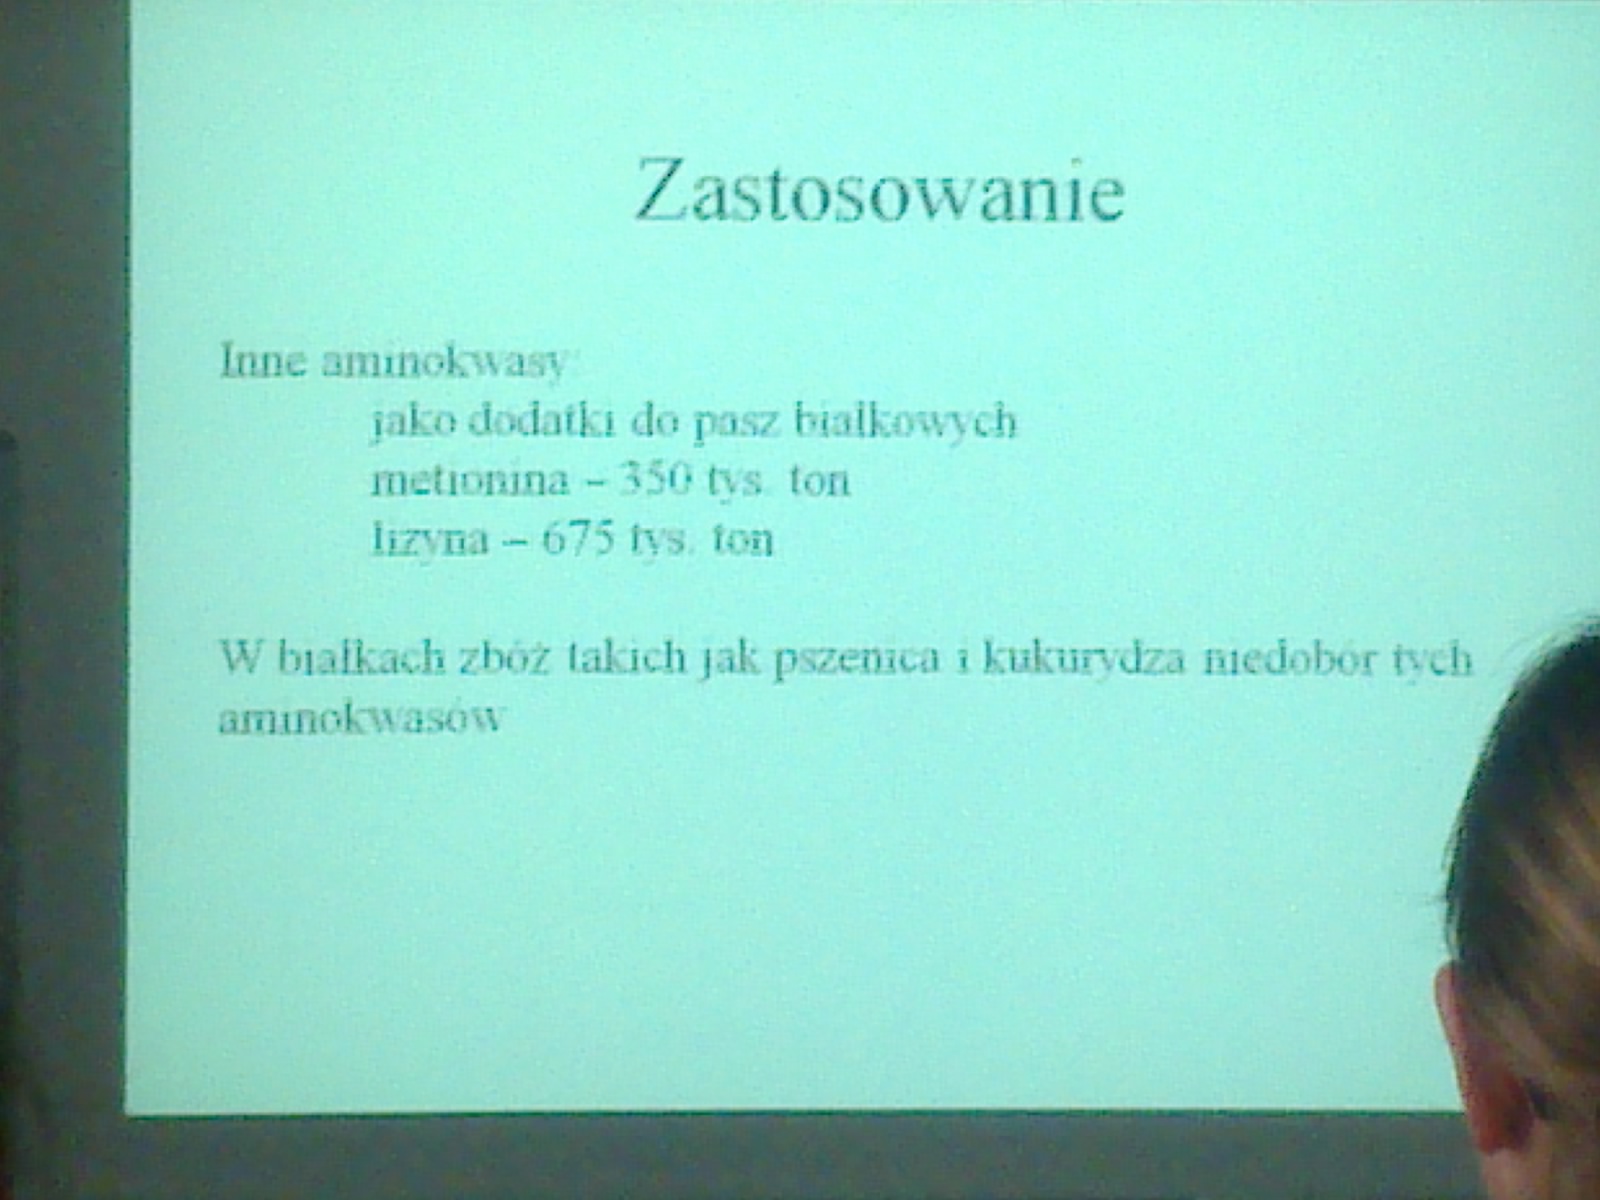 Zastosowanie
Inne aminokwasy:
jako dodatki do pasz białkowych
metionina – 350 tys. ton
lizyna – 675 tys. ton
W białkach zbóż takich jak pszenica i kukurydza niedobór tych
aminokwasów